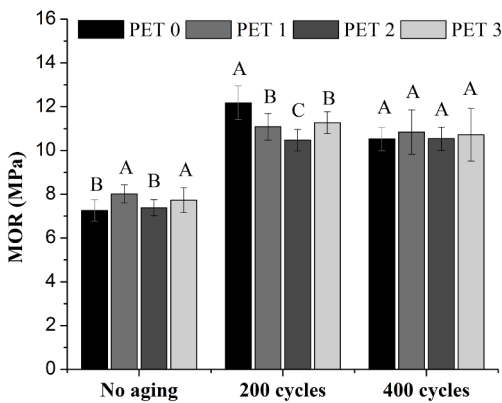 PET 0 PET 1 PET 2 PET 3
16
14
12
10
8
6
4
2
0
MOR (MPa)
B A B A
A B C B
A A A A
No aging 200 cycles 400 cycles